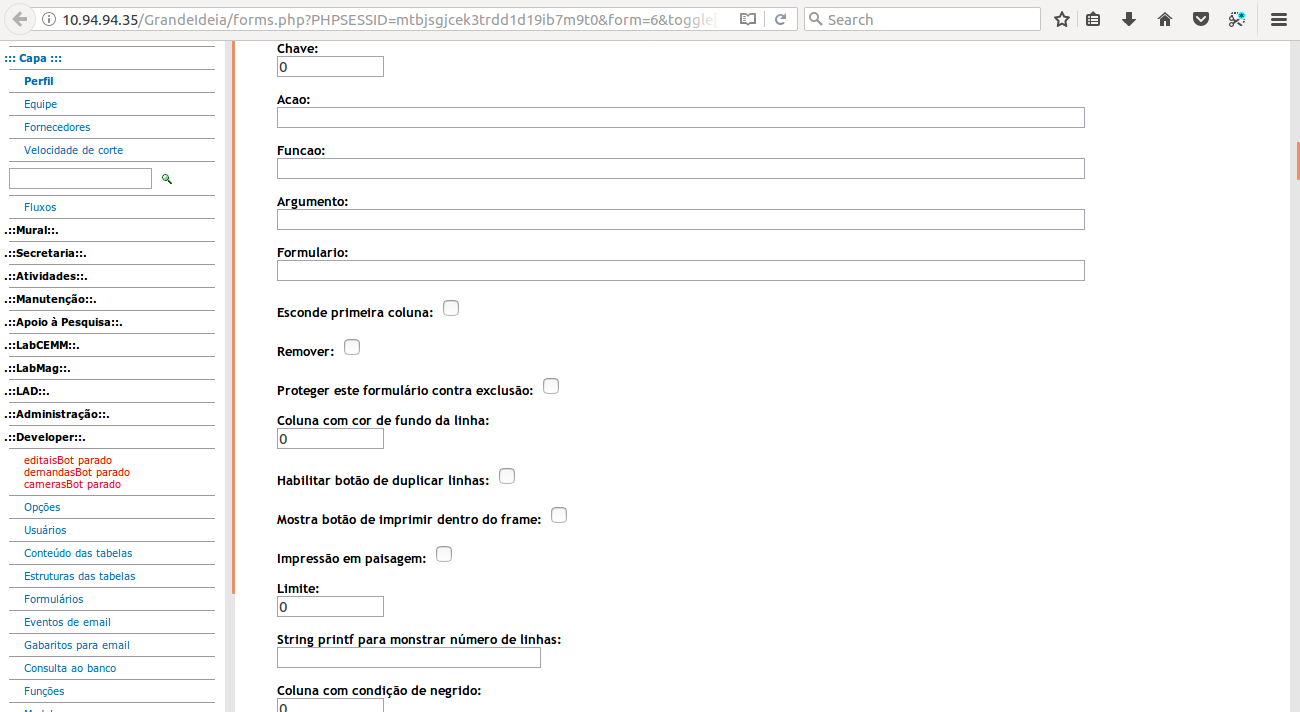 10.94.94.35/GrandeIdeia/forms.php?PHPSESSID=mtbjsgjcek3trdd1d19ib7m9t0&form=6&toggle
Search
::: Capa :::
Perfil
Equipe
Fornecedores
Velocidade de corte
Fluxos
.::Mural::.
.::Secretaria::.
.::Atividades::.
.::Manutenção::.
.::Apoio à Pesquisa::.
.::LabCEMM::.
.::LabMag::.
.::LAD::.
.::Administração::.
.::Developer::.
editaisBot parado
demandasBot parado
camerasBot parado
Opções
Usuários
Conteúdo das tabelas
Estruturas das tabelas
Formulários
Eventos de email
Gabaritos para email
Consulta ao banco
Funções
Chave:
0
Acao:
Funcao:
Argumento:
Formulario:
Esconde primeira coluna:
Remover:
Proteger este formulário contra exclusão:
Coluna com cor de fundo da linha:
0
Habilitar botão de duplicar linhas:
Mostra botão de imprimir dentro do frame:
Impressão em paisagem:
Limite:
0
String printf para monstrar número de linhas:
Coluna com condição de negrido:
0